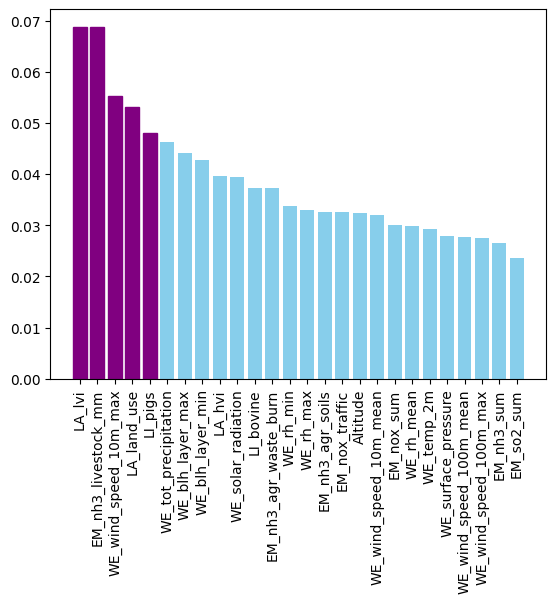 0.07
0.06
0.05
0.04
0.03
0.02
0.01
0.00
LA_lvi
EM_nh3_livestock_mm
WE_wind_speed_10m_max
LA_land_use
LI_pigs
WE_tot_precipitation
WE_blh_layer_max
WE_blh_layer_min
LA_hvi
WE_solar_radiation
LI_bovine
EM_nh3_agr_waste_burn
WE_rh_min
WE_rh_max
EM_nh3_agr_soils
EM_nox_traffic
Altitude
WE_wind_speed_10m_mean
EM_nox_sum
WE_rh_mean
WE_temp_2m
WE_surface_pressure
WE_wind_speed_100m_mean
WE_wind_speed_100m_max
EM_nh3_sum
EM_so2_sum